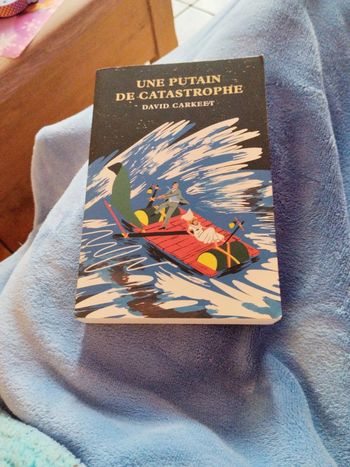 UNE PUTAIN
DE CATASTROPHE
DAVID CARKEET